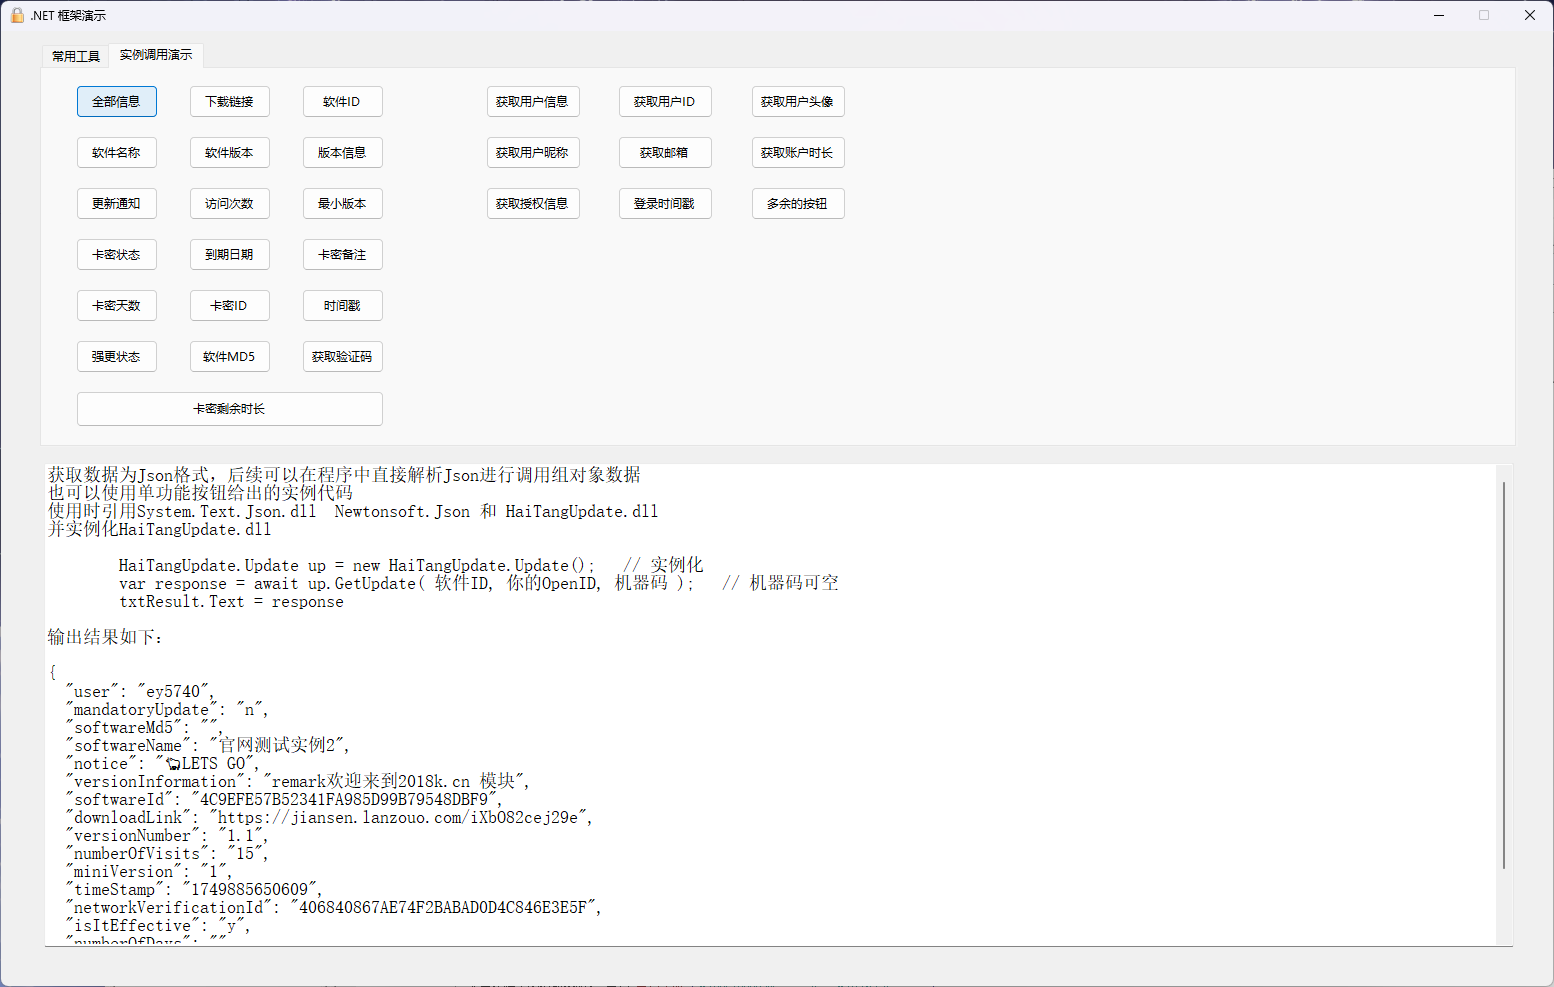 .NET 框架演示
常用工具 实例调用演示
全部信息 下载链接 软件ID 获取用户信息 获取用户ID 获取用户头像
软件名称 软件版本 版本信息 获取用户昵称 获取邮箱 获取账户时长
更新通知 访问次数 最小版本 获取授权信息 登录时间戳 多余的按钮
卡密状态 到期日期 卡密备注
卡密天数 卡密ID 时间戳
强更状态 软件MD5 获取验证码
卡密剩余时长
获取数据为Json格式，后续可以在程序中直接解析Json进行调用组对象数据
也可以使用单功能按钮给出的实例代码
使用时引用System.Text.Json.dll  Newtonsoft.Json 和 HaiTangUpdate.dll
并实例化HaiTangUpdate.dll
HaiTangUpdate.Update up = new HaiTangUpdate.Update();   // 实例化
var response = await up.GetUpdate( 软件ID, 你的OpenID, 机器码 );   // 机器码可空
txtResult.Text = response
输出结果如下：
{
"user": "ey5740",
"mandatoryUpdate": "n",
"softwareMd5": "",
"softwareName": "官网测试实例2",
"notice": "🐑LETS GO",
"versionInformation": "remark欢迎来到2018k.cn 模块",
"softwareId": "4C9EFE57B52341FA985D99B79548DBF9",
"downloadLink": "https://jiansen.lanzouo.com/iXbO82cej29e",
"versionNumber": "1.1",
"numberOfVisits": "15",
"miniVersion": "1",
"timeStamp": "1749885650609",
"networkVerificationId": "406840867AE74F2BABAD0D4C846E3E5F",
"isItEffective": "y",
"numberOfDays": ""